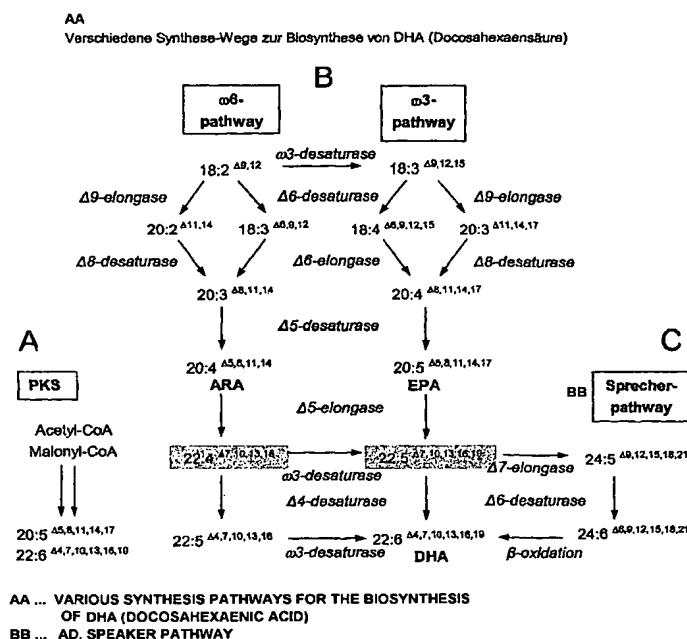 AA
Verschiedene Synthese-Wege zur Biosynthese von DHA (Docosahexaensäure)
B
ω6-
pathway
ω3-
pathway
ω3-desaturase
18:2 Δ9,12
18:3 Δ9,12,15
Δ9-elongase
Δ6-desaturase
Δ9-elongase
20:2 Δ11,14
18:3 Δ6,9,12
18:4 Δ6,9,12,15
20:3 Δ11,14,17
Δ8-desaturase
Δ6-elongase
Δ8-desaturase
20:3 Δ8,11,14
20:4 Δ8,11,14,17
Δ5-desaturase
A
C
20:4 Δ5,8,11,14
ARA
20:5 Δ5,8,11,14,17
EPA
PKS
BB
Sprecher-
pathway
Δ5-elongase
Acetyl-CoA
Malonyl-CoA
22:4 Δ7,10,13,16
22:5 Δ7,10,13,16,19
Δ7-elongase
24:5 Δ9,12,15,18,21
ω3-desaturase
Δ4-desaturase
Δ6-desaturase
20:5 Δ5,8,11,14,17
22:6 Δ4,7,10,13,16,19
22:5 Δ4,7,10,13,16
ω3-desaturase
22:6 Δ4,7,10,13,16,19
DHA
β-oxidation
24:6 Δ6,9,12,15,18,21
AA ... VARIOUS SYNTHESIS PATHWAYS FOR THE BIOSYNTHESIS
OF DHA (DOCOSAHEXAENIC ACID)
BB ... AD. SPEAKER PATHWAY